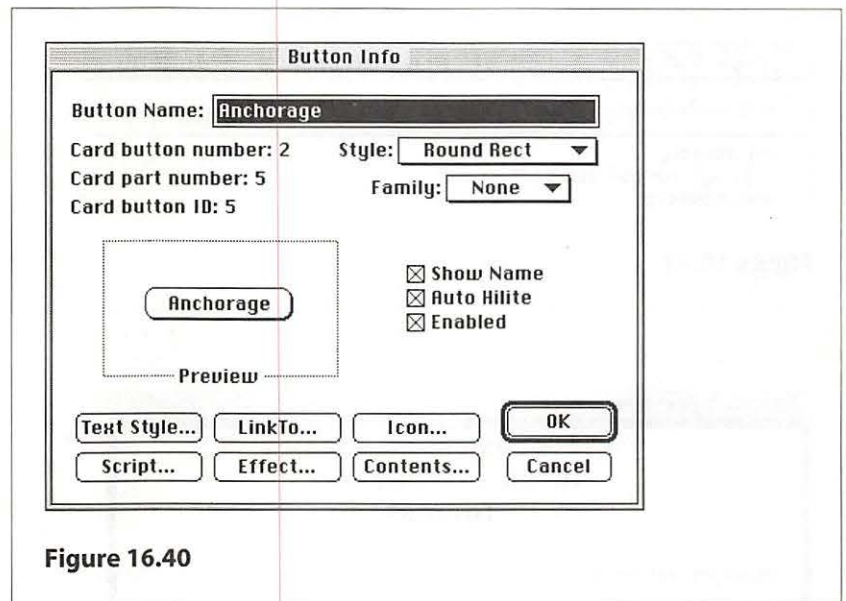 Button Info
Button Name: Anchorage
Card button number: 2
Style: Round Rect
Card part number: 5
Family: None
Card button ID: 5
Show Name
Anchorage
Auto Hilite
Enabled
Preview
Text Style...
LinkTo...
Icon...
OK
Script...
Effect...
Contents...
Cancel
Figure 16.40